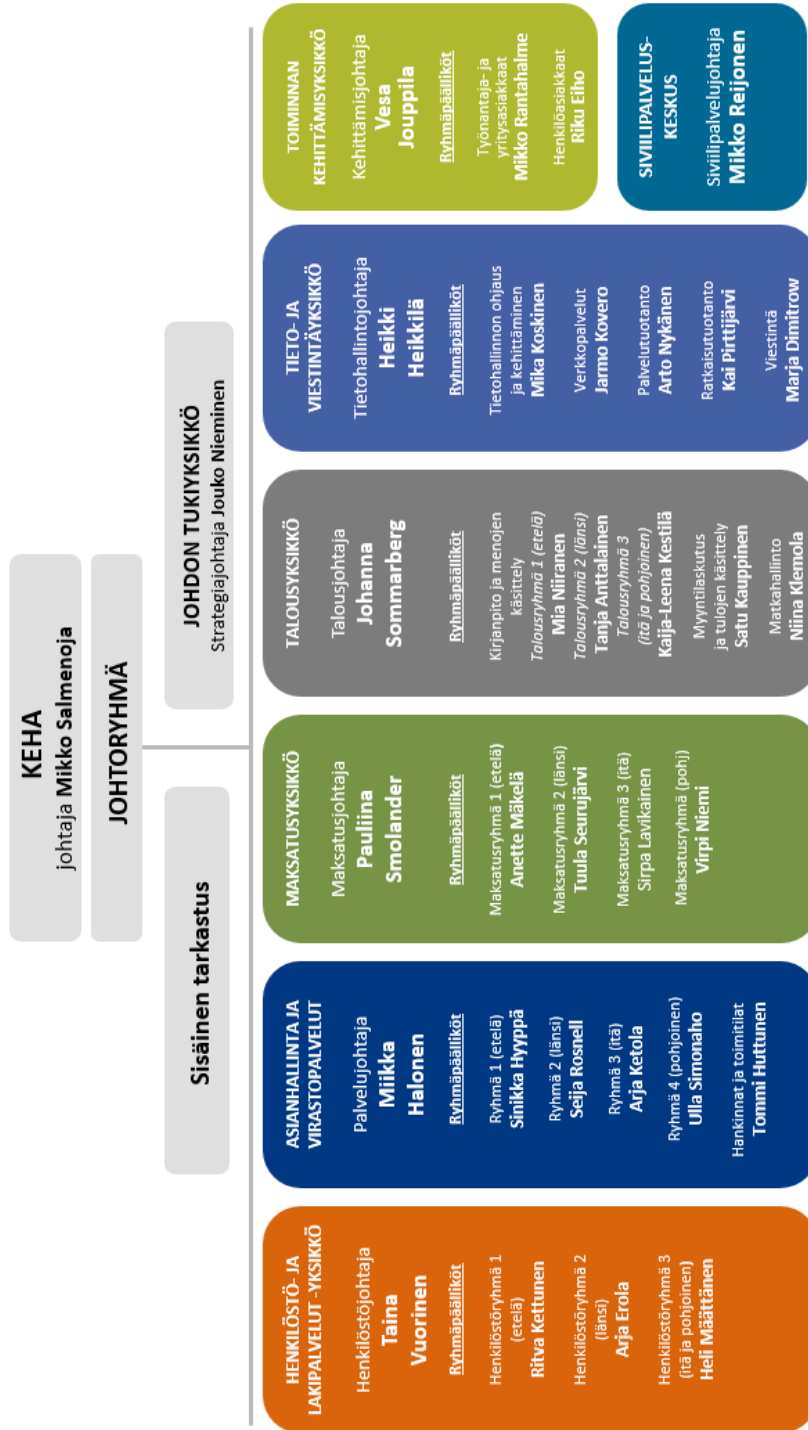 KEHA
johtaja Mikko Salmenoja
JOHTORYHMÄ
Sisäinen tarkastus
JOHDON TUKIYKSIKKÖ
Strategiajohtaja Jouko Nieminen
HENKILÖSTÖ- JA
LAKIPALVELUT -YKSIKKÖ
Henkilöstöjohtaja
Taina
Vuorinen
Ryhmäpäälliköt
Henkilöstöryhmä 1
(etelä)
Ritva Kettunen
Henkilöstöryhmä 2
(länsi)
Arja Erola
Henkilöstöryhmä 3
(itä ja pohjoinen)
Heli Määttänen
ASIANHALLINTA JA
VIRASTOPALVELUT
Palvelujohtaja
Miikka
Halonen
Ryhmäpäälliköt
Ryhmä 1 (etelä)
Sinikka Hyyppä
Ryhmä 2 (länsi)
Seija Rosnell
Ryhmä 3 (itä)
Arja Ketola
Ryhmä 4 (pohjoinen)
Ulla Simonaho
Hankinnat ja toimitilat
Tommi Huttunen
MAKSATUSYKSIKKÖ
Maksatusjohtaja
Pauliina
Smolander
Ryhmäpäälliköt
Maksatusryhmä 1 (etelä)
Anette Mäkelä
Maksatusryhmä 2 (länsi)
Tuula Seurujärvi
Maksatusryhmä 3 (itä)
Sirpa Lavikainen
Maksatusryhmä (pohj)
Virpi Niemi
TALOUSYKSIKKÖ
Talousjohtaja
Johanna
Sommarberg
Ryhmäpäälliköt
Kirjanpito ja menojen
käsittely
Talousryhmä 1 (etelä)
Mia Niiranen
Talousryhmä 2 (länsi)
Tanja Anttalainen
Talousryhmä 3
(itä ja pohjoinen)
Kaija-Leena Kestilä
Myyntilaskutus
ja tulojen käsittely
Satu Kauppinen
Matkahallinto
Niina Klemola
TIETO- JA
VIESTINTÄYKSIKKÖ
Tietohallintojohtaja
Heikki
Heikkilä
Ryhmäpäälliköt
Tietohallinnon ohjaus
ja kehittäminen
Mika Koskinen
Verkkopalvelut
Jarmo Kovero
Palvelutuotanto
Arto Nykänen
Ratkaisutuotanto
Kai Pirttijärvi
Viestintä
Marja Dimitrow
TOIMINNAN
KEHITTÄMISYKSIKKÖ
Kehittämisjohtaja
Vesa
Jouppila
Ryhmäpäälliköt
Työnantaja- ja
yritysasiakkaat
Mikko Rantahalme
Henkilöasiakkaat
Riku Eiho
SIVIILIPALVELUS-
KESKUS
Siviilipalvelujohtaja
Mikko Reijonen